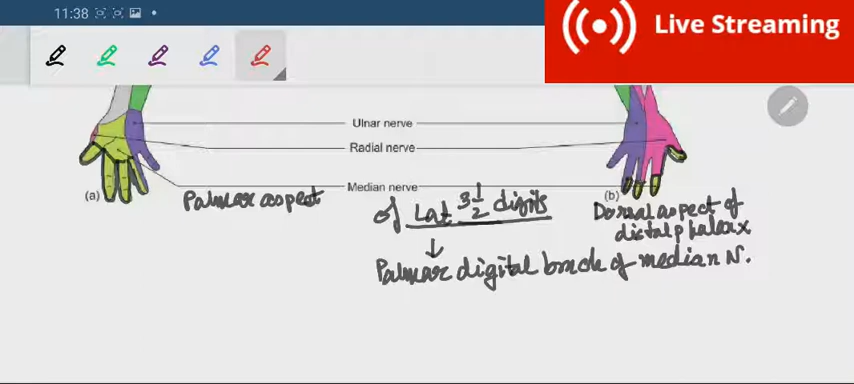 11:38
Live Streaming
Ulnar nerve
Radial nerve
Median nerve
(a)
(b)
Palmar aspect
of Lat 3 1/2 digits
Dorsal aspect of
distal phalanx
↓
Palmar digital branch of median N.